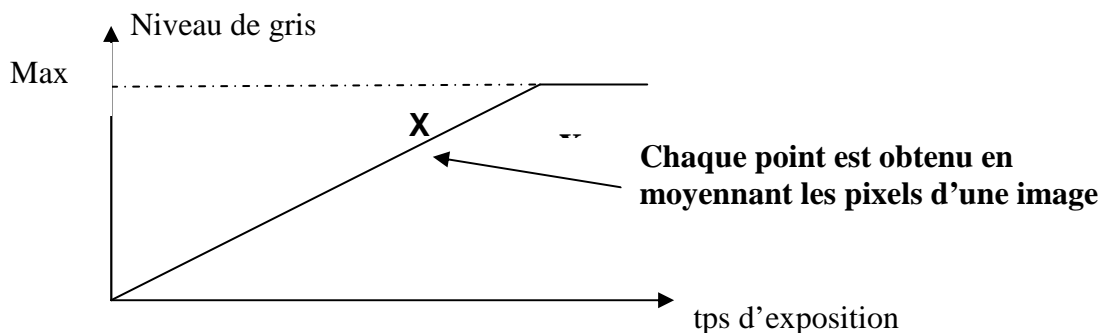 Niveau de gris
Max
X
Chaque point est obtenu en
moyennant les pixels d’une image
tps d’exposition